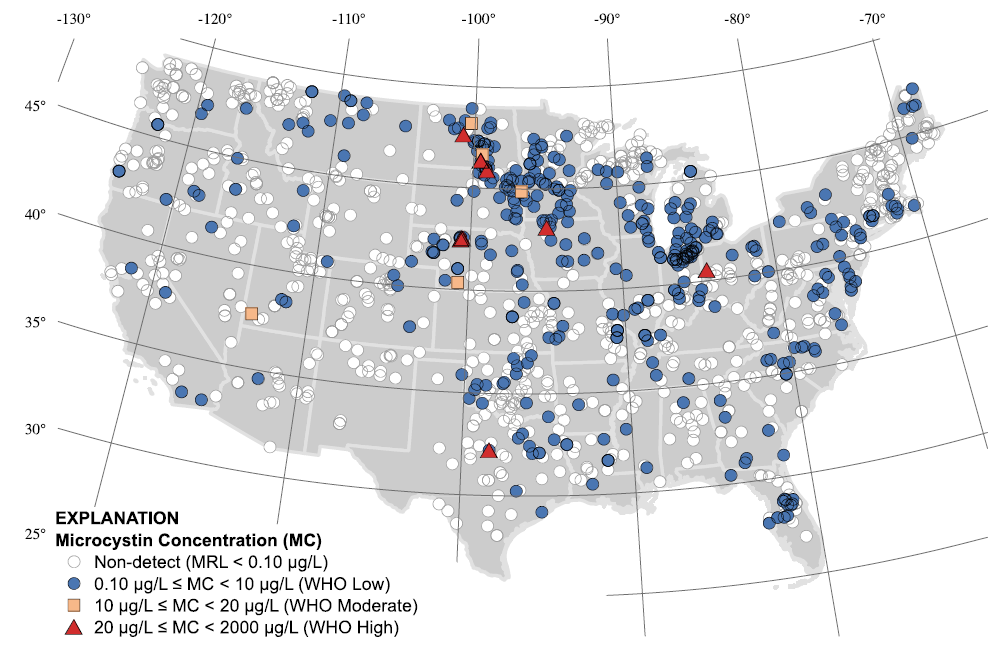 -130°
-120°
-110°
-100°
-90°
-80°
-70°
45°
40°
35°
30°
25°
EXPLANATION
Microcystin Concentration (MC)
Non-detect (MRL < 0.10 µg/L)
0.10 µg/L ≤ MC < 10 µg/L (WHO Low)
10 µg/L ≤ MC < 20 µg/L (WHO Moderate)
20 µg/L ≤ MC < 2000 µg/L (WHO High)